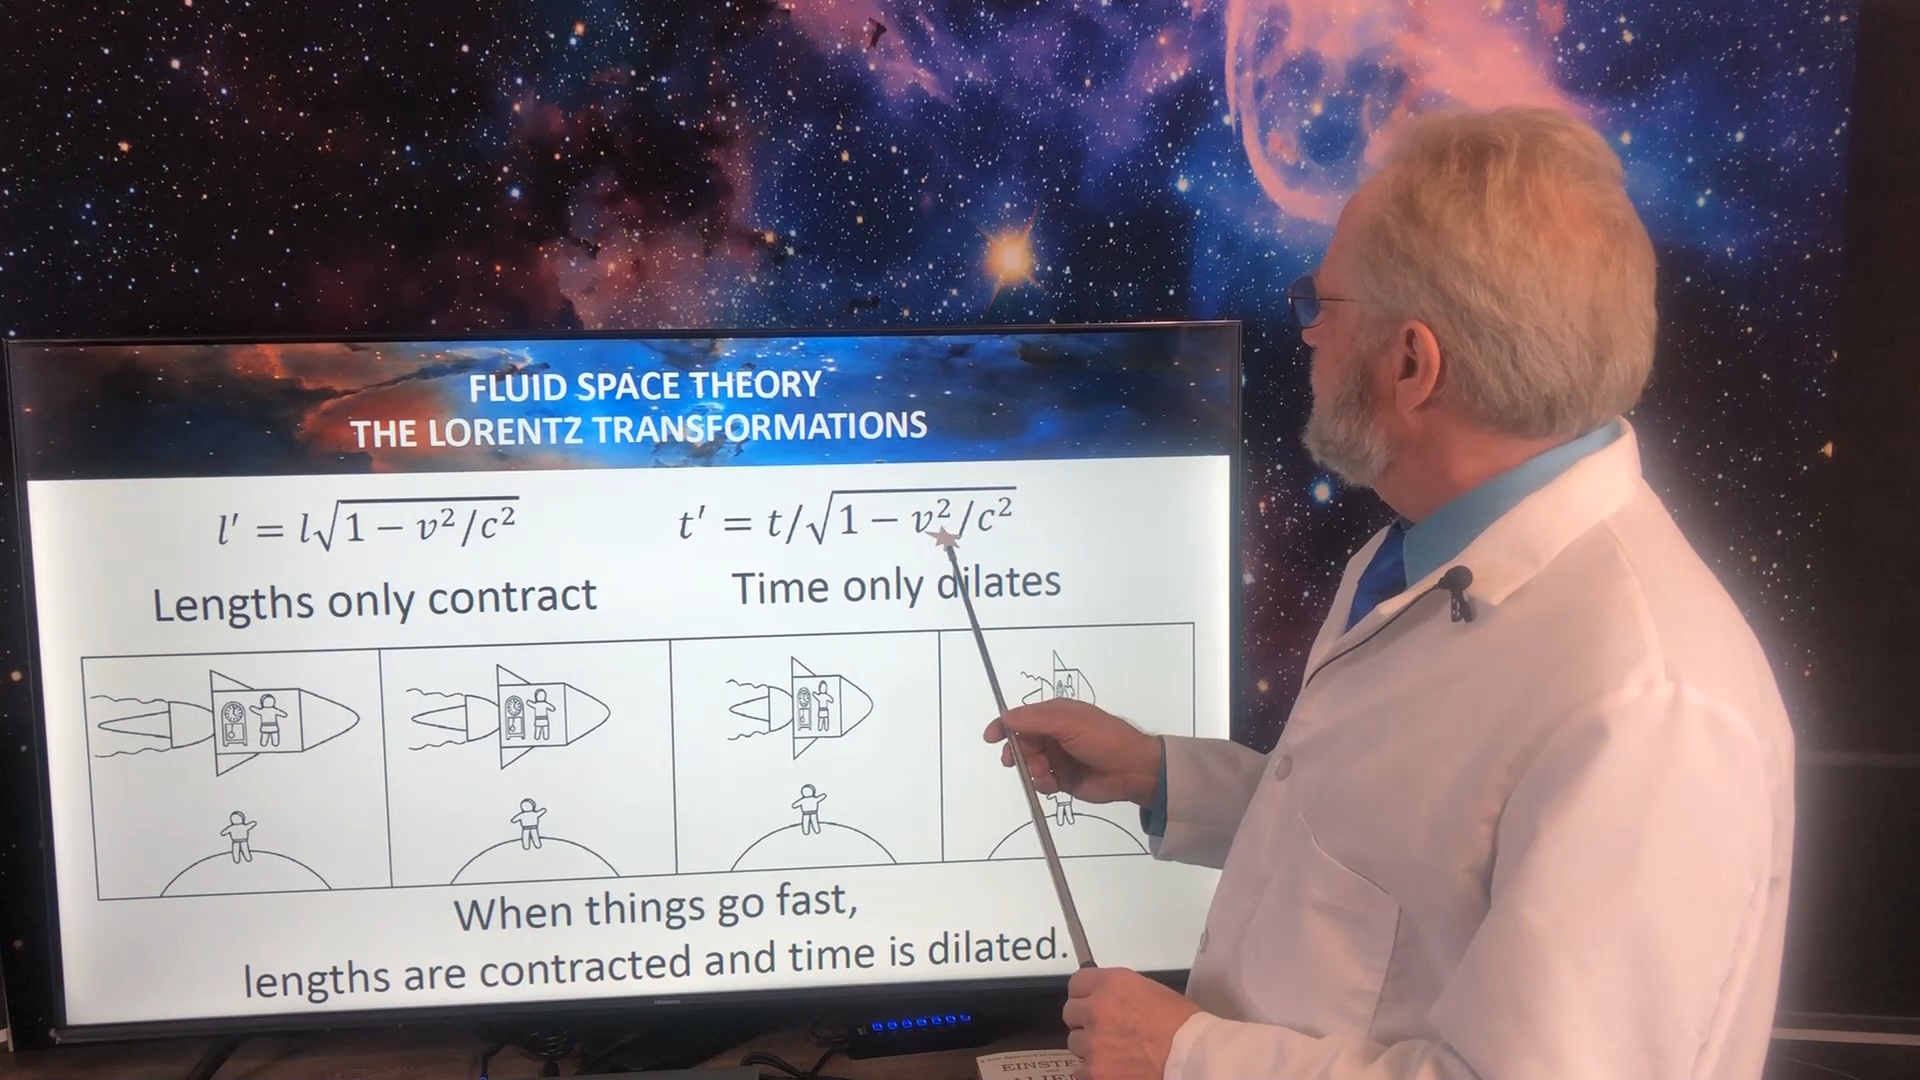 FLUID SPACE THEORY
THE LORENTZ TRANSFORMATIONS
l′ = l√1 − v²/c²
t′ = t/√1 − v²/c²
Lengths only contract
Time only dilates
When things go fast,
lengths are contracted and time is dilated.